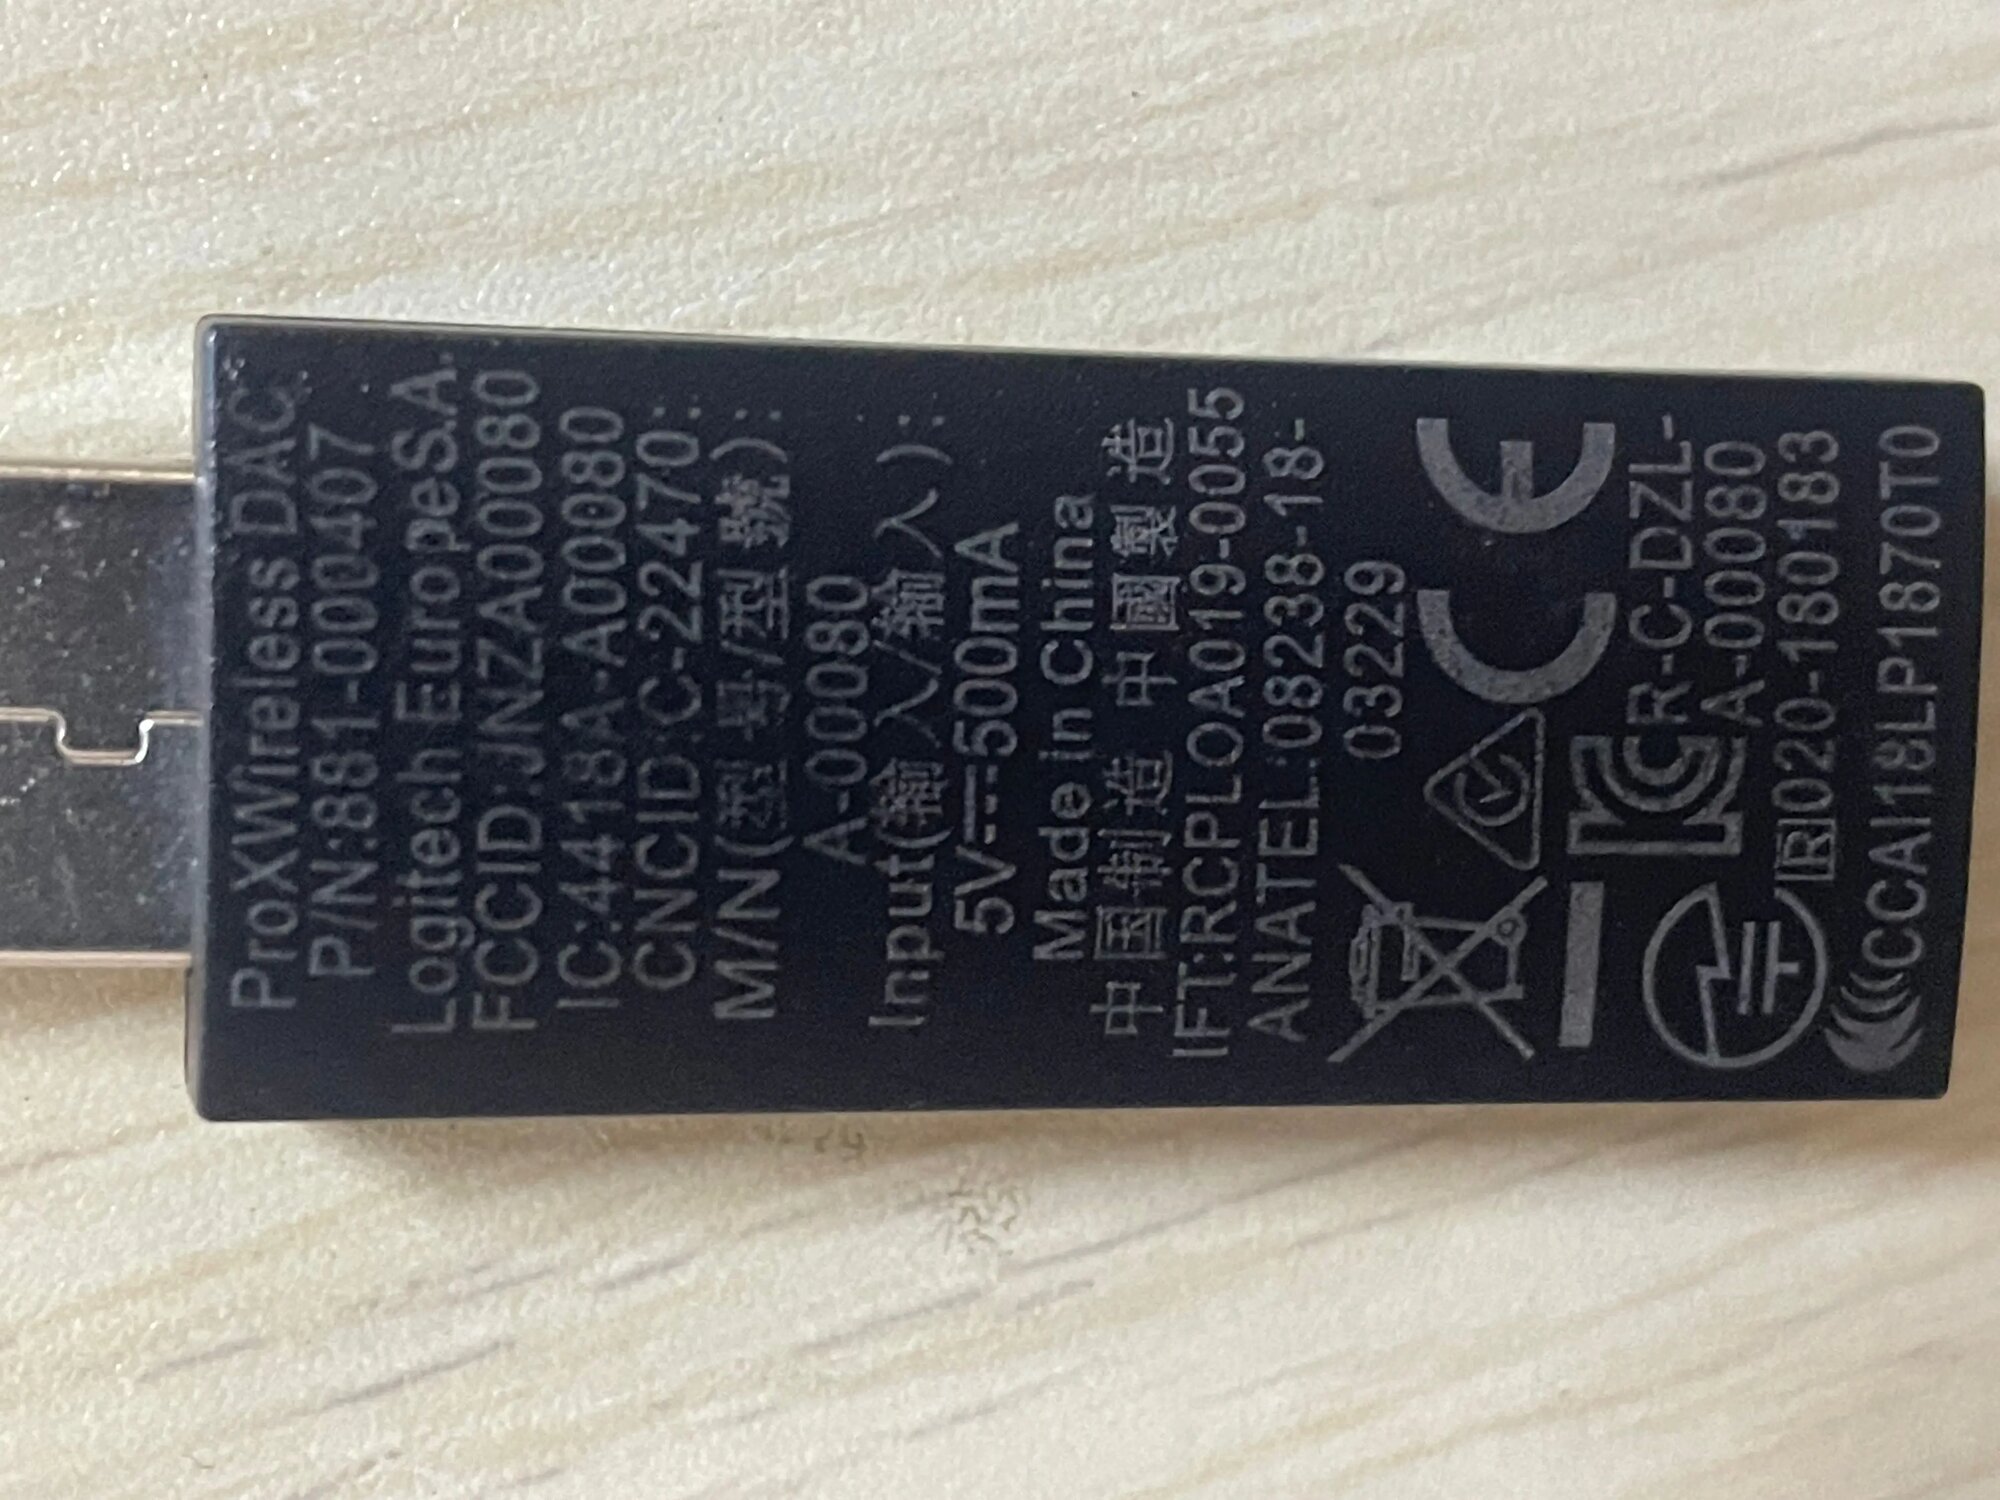 ProXWireless DAC
P/N:881-000407
Logitech EuropeS.A.
FCCID:JNZA00080
IC:4418A-A00080
CNCID:C-22470:
M/N(型号/型號):
A-00080
Input(输入/輸入):
5V⎓500mA
Made in China
中国制造 中國製造
IFT:RCPLOA019-0055
ANATEL:08238-18-
03229
CE
R-C-DZL-
A-00080
R 020-180183
CCAI18LP1870T0